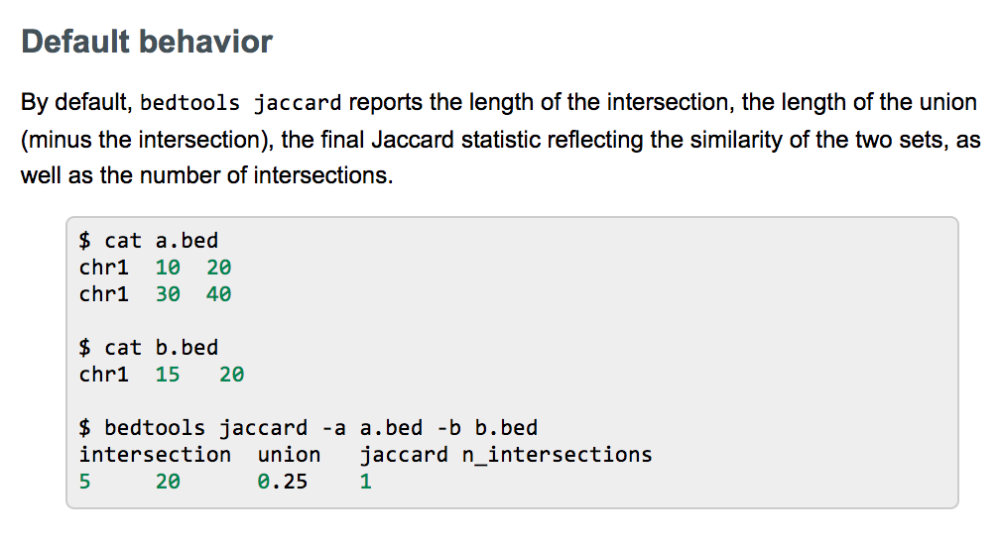 Default behavior
By default, bedtools jaccard reports the length of the intersection, the length of the union
(minus the intersection), the final Jaccard statistic reflecting the similarity of the two sets, as
well as the number of intersections.
$ cat a.bed
chr1  10  20
chr1  30  40
$ cat b.bed
chr1  15   20
$ bedtools jaccard -a a.bed -b b.bed
intersection  union   jaccard n_intersections
5     20      0.25    1